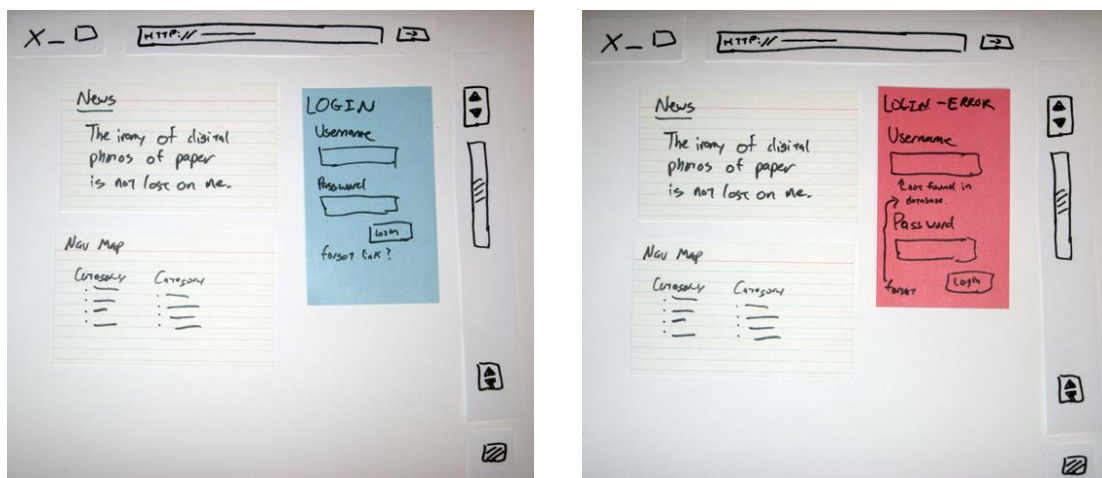 X _ D
HTTP://
News
The irony of digital
photos of paper
is not lost on me.
LOGIN
Username
Password
Login
forgot link?
Nav Map
Category Category
X _ D
HTTP://
News
The irony of digital
photos of paper
is not lost on me.
LOGIN - ERROR
Username
not found in
database.
Password
forgot
Login
Nav Map
Category Category